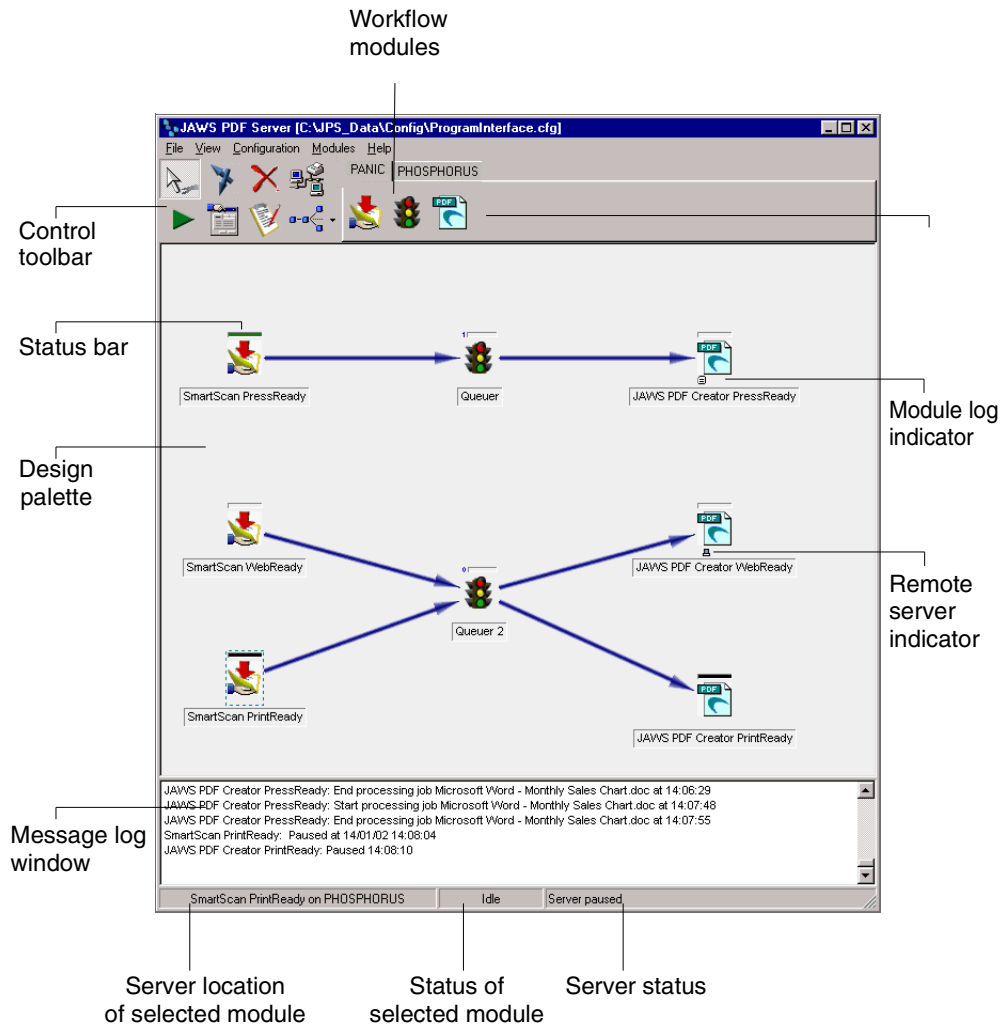 Workflow
modules
JAWS PDF Server [C:\JPS_Data\Config\ProgramInterface.cfg]
File View Configuration Modules Help
PANIC PHOSPHORUS
PDF
Control
toolbar
Status bar
1
PDF
SmartScan PressReady
Queuer
JAWS PDF Creator PressReady
Module log
indicator
Design
palette
PDF
SmartScan WebReady
JAWS PDF Creator WebReady
0
Queuer 2
Remote
server
indicator
PDF
SmartScan PrintReady
JAWS PDF Creator PrintReady
JAWS PDF Creator PressReady: End processing job Microsoft Word - Monthly Sales Chart.doc at 14:06:29
JAWS PDF Creator PressReady: Start processing job Microsoft Word - Monthly Sales Chart.doc at 14:07:48
JAWS PDF Creator PressReady: End processing job Microsoft Word - Monthly Sales Chart.doc at 14:07:55
SmartScan PrintReady: Paused at 14/01/02 14:08:04
JAWS PDF Creator PrintReady: Paused 14:08:10
Message log
window
SmartScan PrintReady on PHOSPHORUS
Idle
Server paused
Server location
of selected module
Status of
selected module
Server status